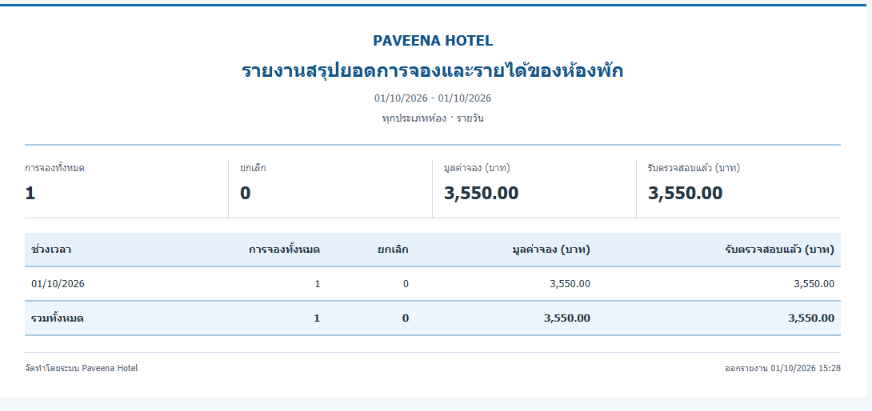 PAVEENA HOTEL
รายงานสรุปยอดการจองและรายได้ของห้องพัก
01/10/2026 - 01/10/2026
ทุกประเภทห้อง · รายวัน
การจองทั้งหมด ยกเลิก มูลค่าจอง (บาท) รับตรวจสอบแล้ว (บาท)
1 0 3,550.00 3,550.00
ช่วงเวลา การจองทั้งหมด ยกเลิก มูลค่าจอง (บาท) รับตรวจสอบแล้ว (บาท)
01/10/2026 1 0 3,550.00 3,550.00
รวมทั้งหมด 1 0 3,550.00 3,550.00
จัดทำโดยระบบ Paveena Hotel ออกรายงาน 01/10/2026 15:28